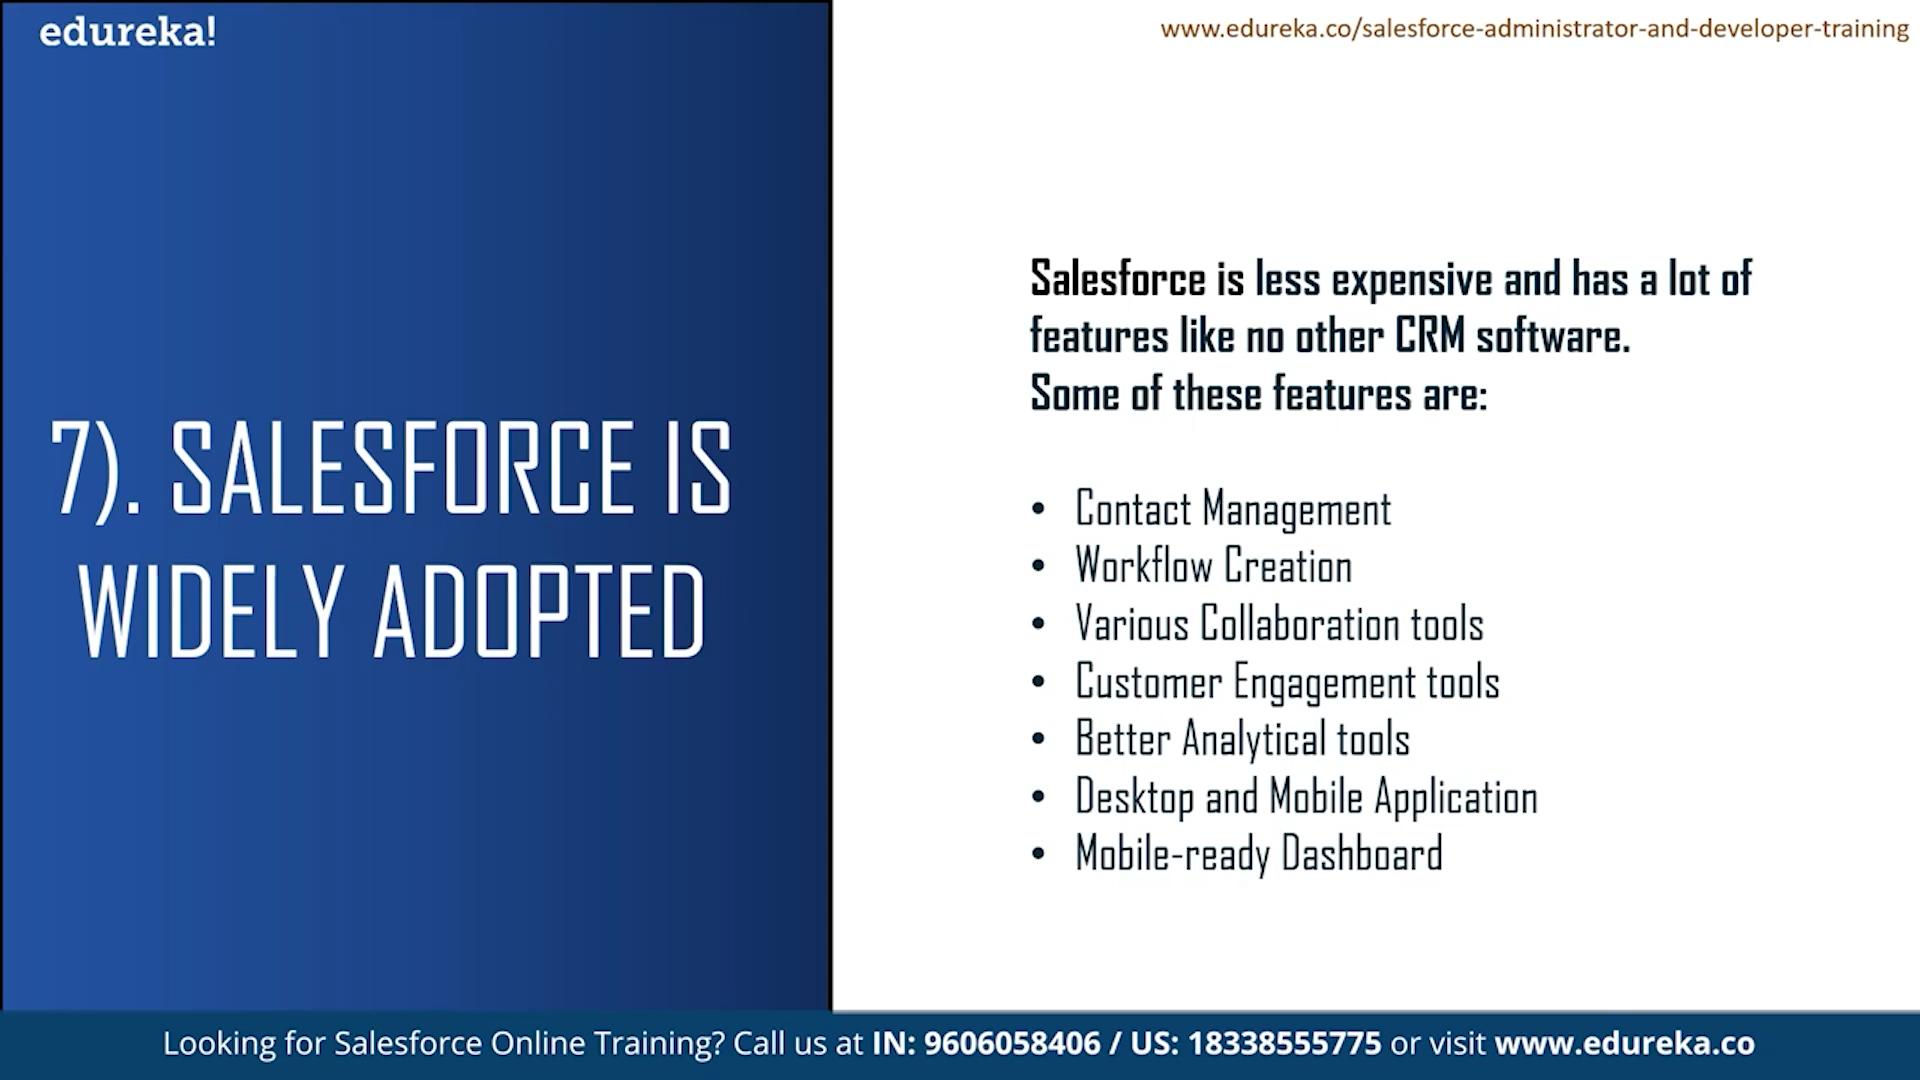 edureka!
www.edureka.co/salesforce-administrator-and-developer-training
7). SALESFORCE IS
WIDELY ADOPTED
Salesforce is less expensive and has a lot of
features like no other CRM software.
Some of these features are:
• Contact Management
• Workflow Creation
• Various Collaboration tools
• Customer Engagement tools
• Better Analytical tools
• Desktop and Mobile Application
• Mobile-ready Dashboard
Looking for Salesforce Online Training? Call us at IN: 9606058406 / US: 18338555775 or visit www.edureka.co